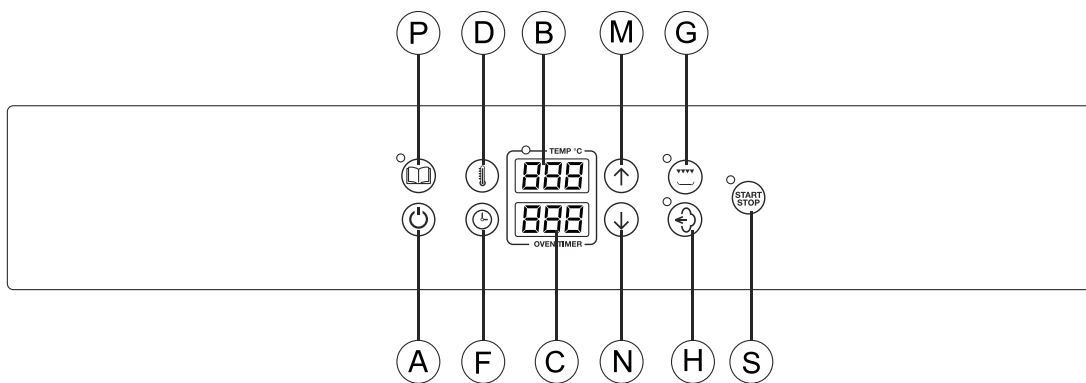 P D B M G
TEMP °C
888
START
STOP
888
OVEN TIMER
A F C N H S